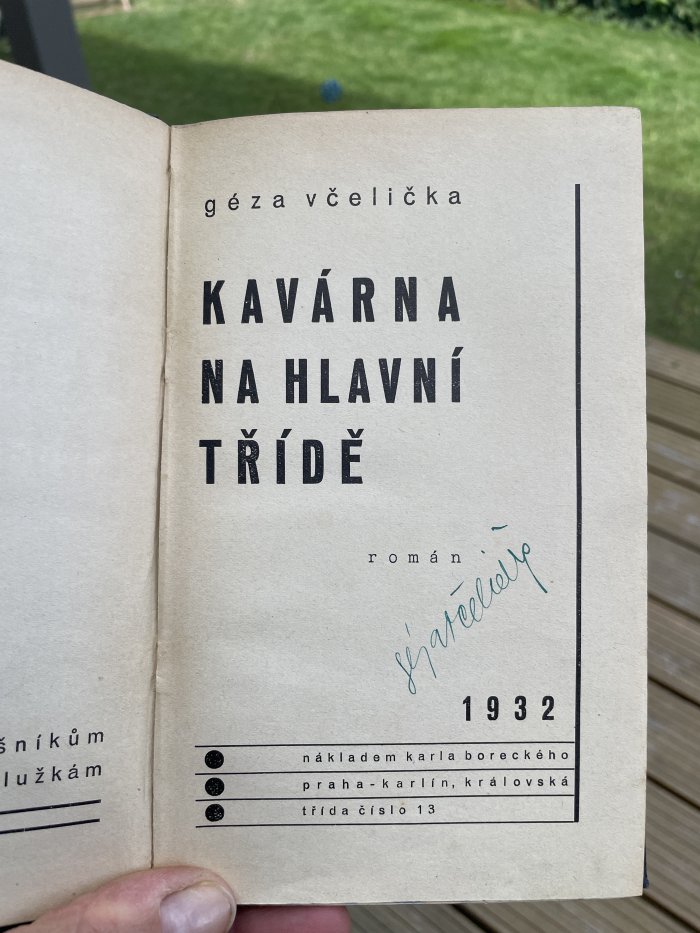 géza včelička
KAVÁRNA
NA HLAVNÍ
TŘÍDĚ
román
1932
nákladem karla boreckého
praha-karlín, královská
třída číslo 13
šníkům
lužkám